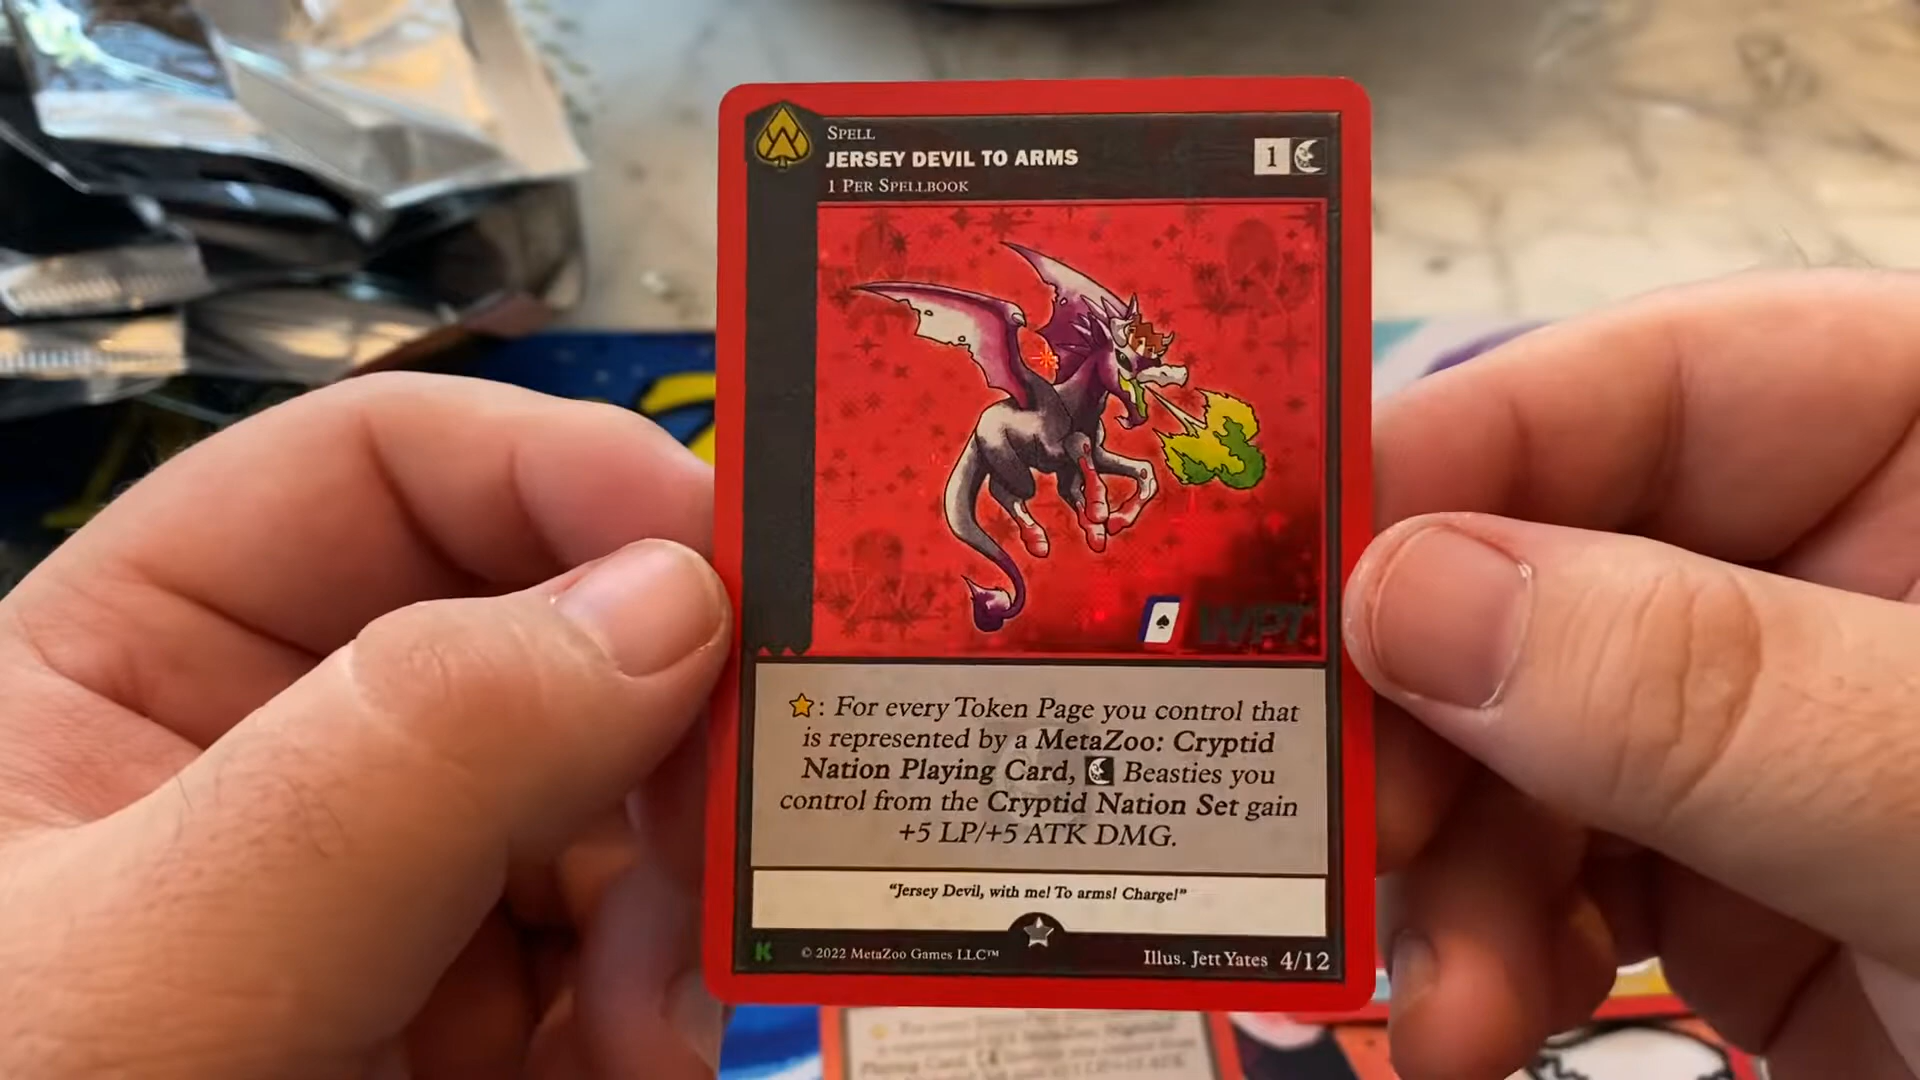 SPELL
JERSEY DEVIL TO ARMS
1 PER SPELLBOOK
1
WPT
: For every Token Page you control that
is represented by a MetaZoo: Cryptid
Nation Playing Card, Beasties you
control from the Cryptid Nation Set gain
+5 LP/+5 ATK DMG.
“Jersey Devil, with me! To arms! Charge!”
K
© 2022 MetaZoo Games LLC™
Illus. Jett Yates 4/12